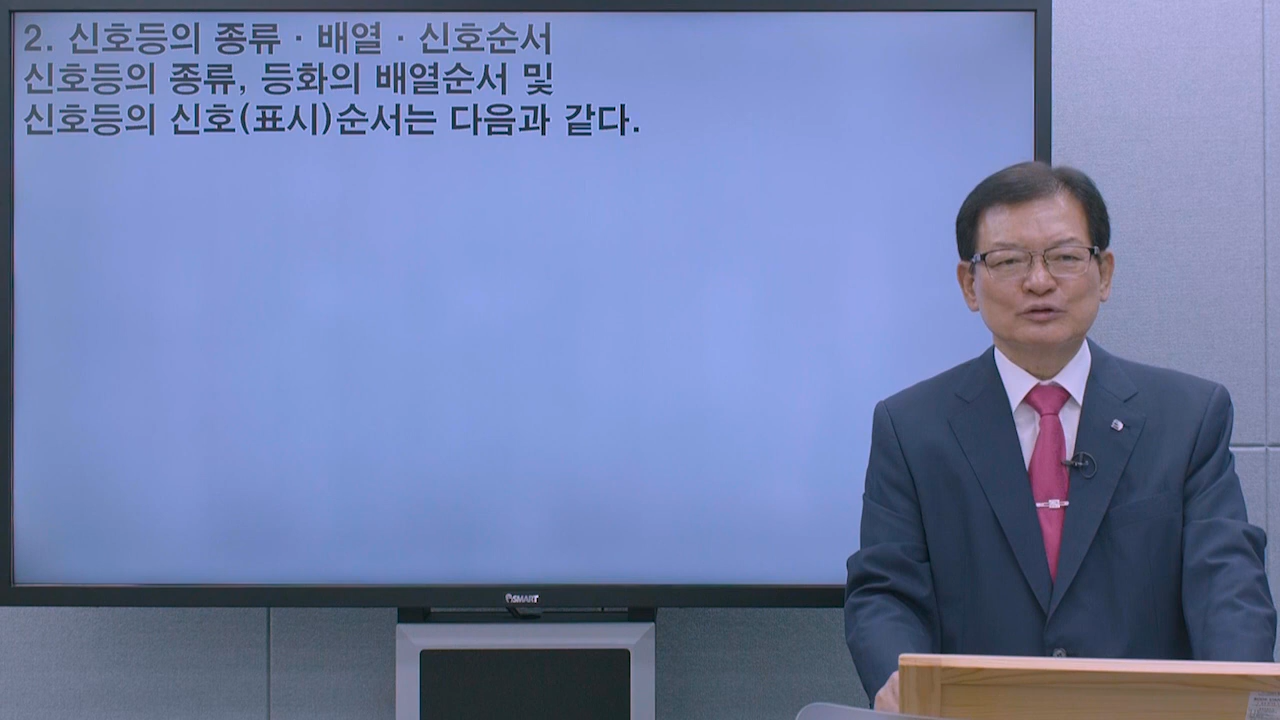 2. 신호등의 종류 · 배열 · 신호순서
신호등의 종류, 등화의 배열순서 및
신호등의 신호(표시)순서는 다음과 같다.
SMART